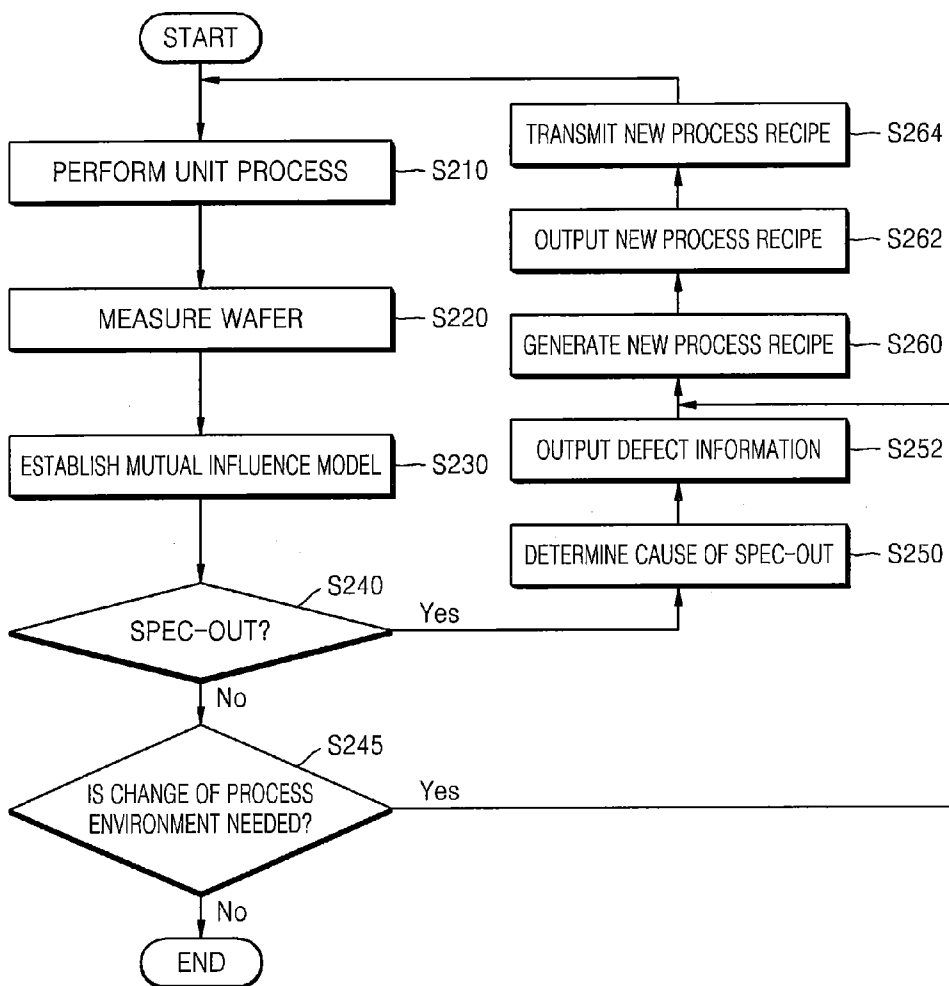 START
PERFORM UNIT PROCESS
S210
MEASURE WAFER
S220
ESTABLISH MUTUAL INFLUENCE MODEL
S230
S240
SPEC-OUT?
Yes
No
S245
IS CHANGE OF PROCESS
ENVIRONMENT NEEDED?
Yes
No
END
TRANSMIT NEW PROCESS RECIPE
S264
OUTPUT NEW PROCESS RECIPE
S262
GENERATE NEW PROCESS RECIPE
S260
OUTPUT DEFECT INFORMATION
S252
DETERMINE CAUSE OF SPEC-OUT
S250